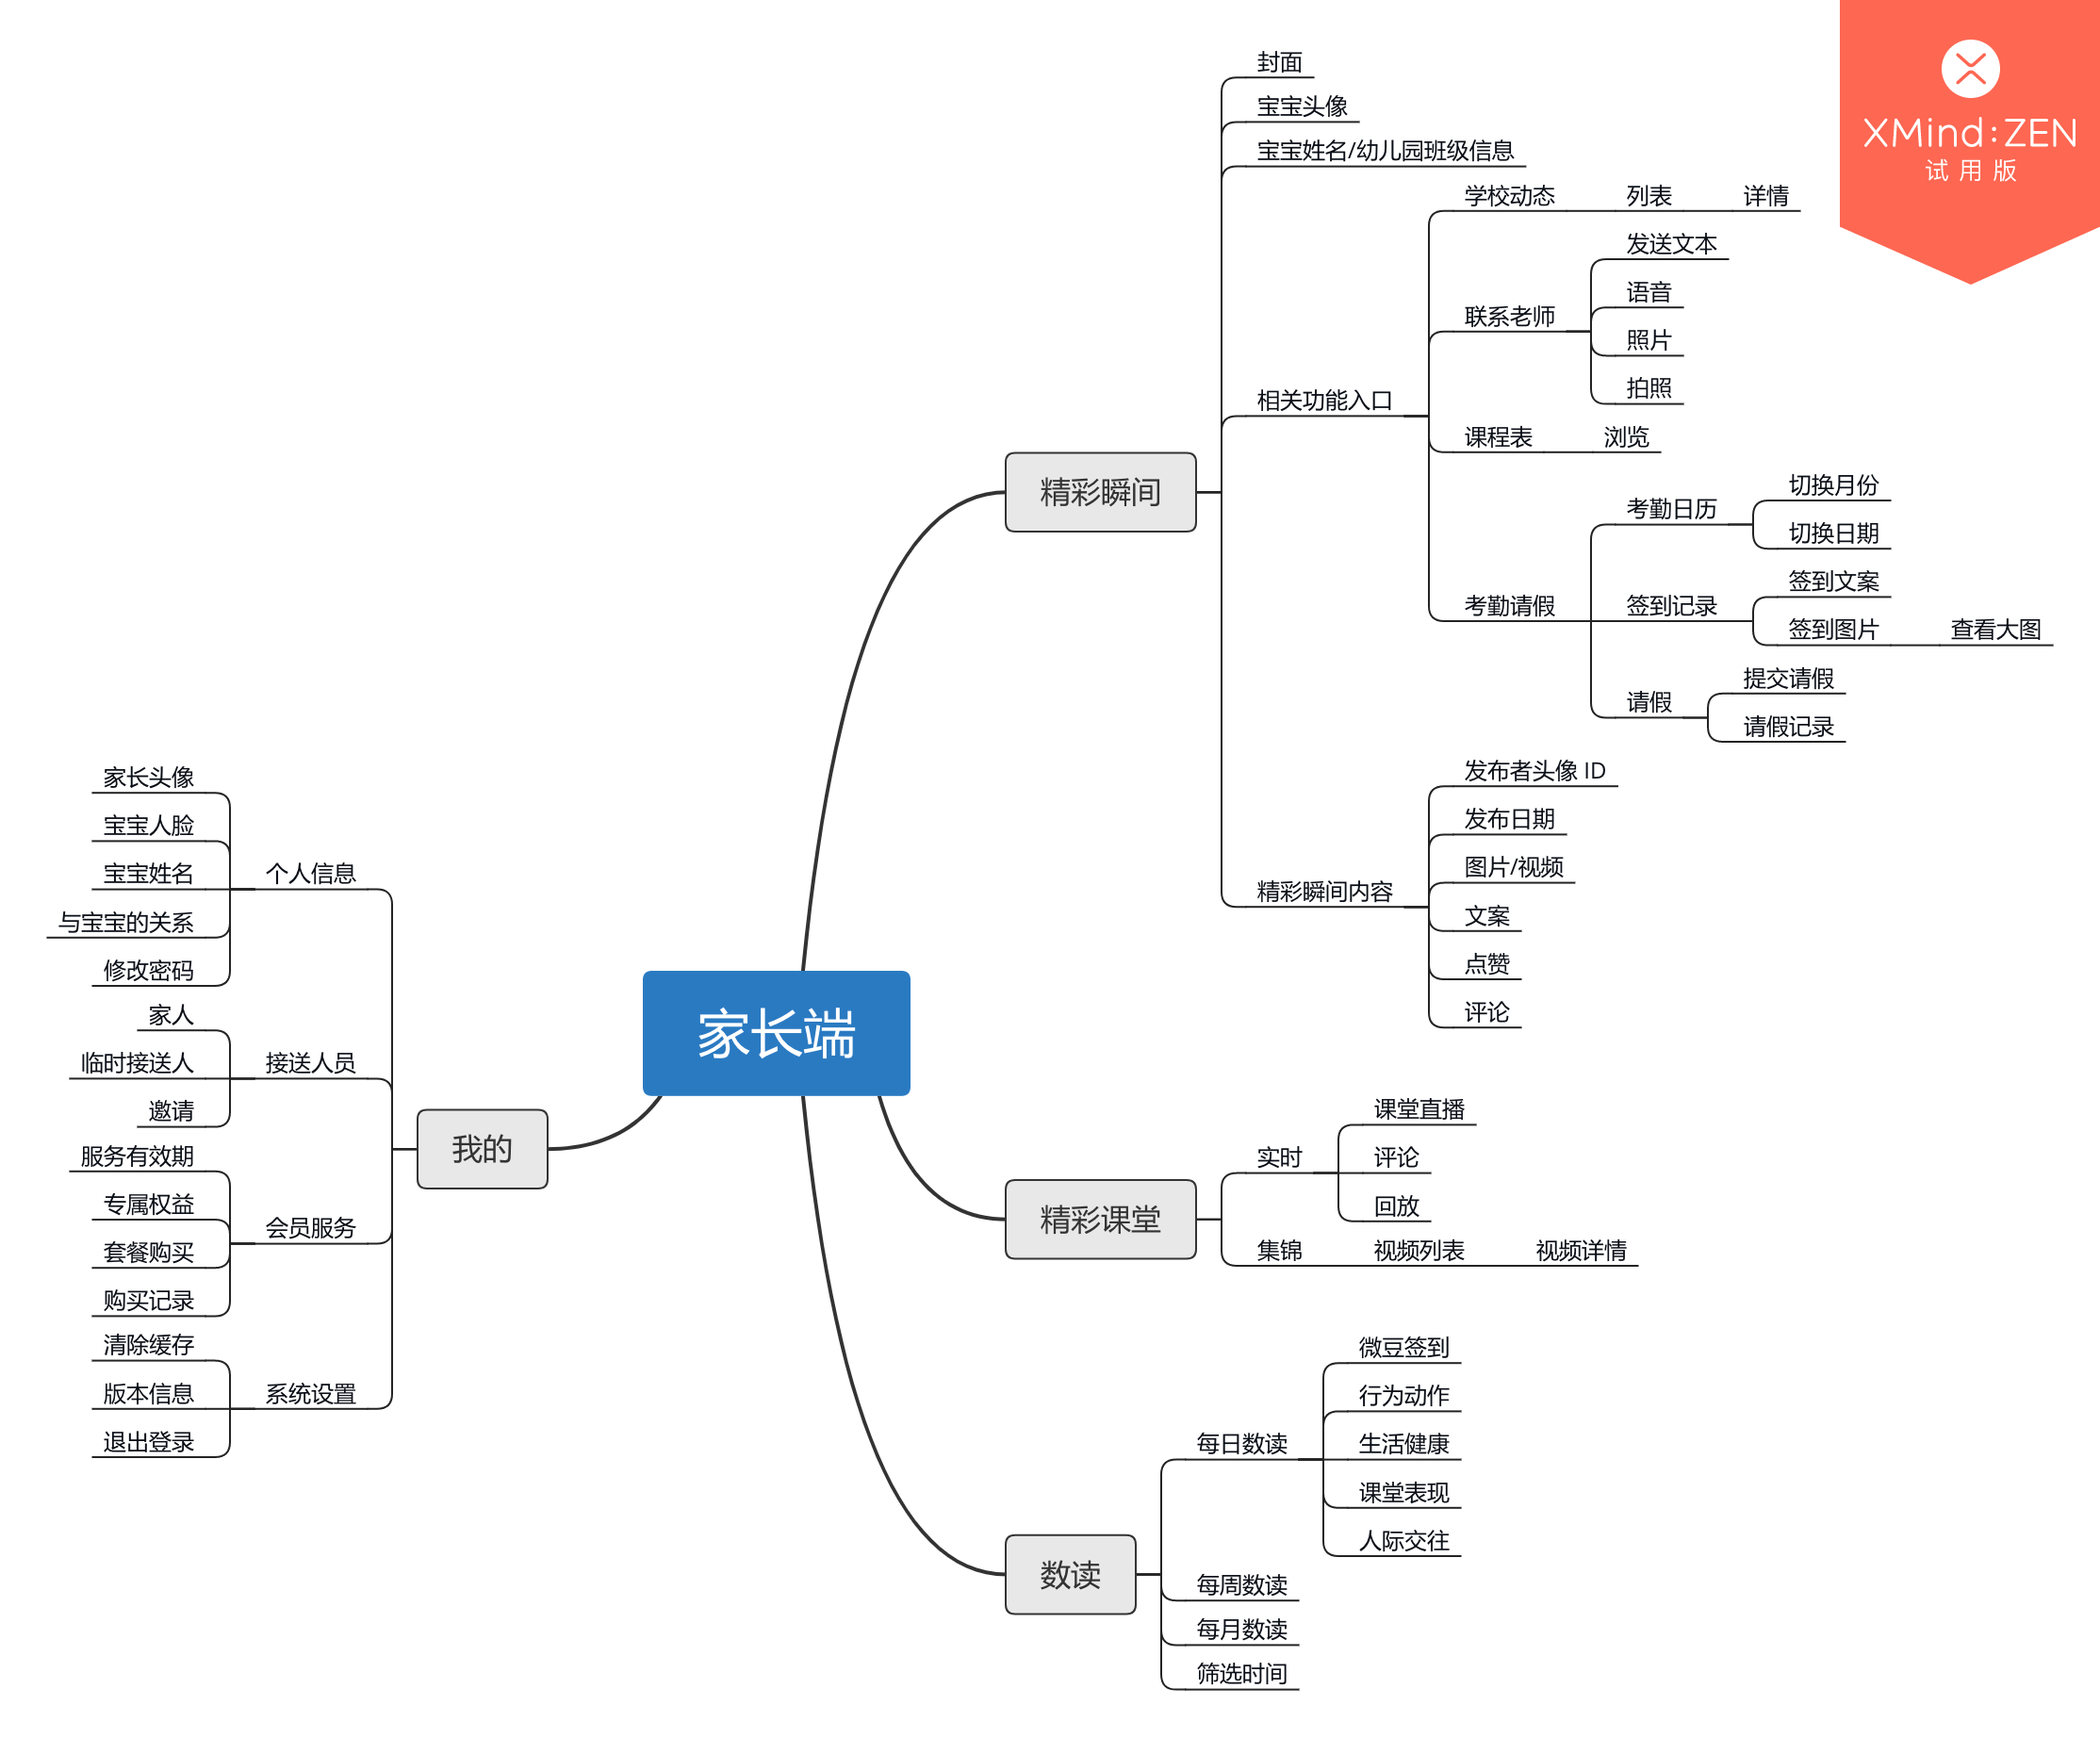 XMind:ZEN
试用版
家长端
精彩瞬间
封面
宝宝头像
宝宝姓名/幼儿园班级信息
相关功能入口
学校动态
列表
详情
联系老师
发送文本
语音
照片
拍照
课程表
浏览
考勤请假
考勤日历
切换月份
切换日期
签到记录
签到文案
签到图片
查看大图
请假
提交请假
请假记录
精彩瞬间内容
发布者头像 ID
发布日期
图片/视频
文案
点赞
评论
精彩课堂
实时
课堂直播
评论
回放
集锦
视频列表
视频详情
数读
每日数读
微豆签到
行为动作
生活健康
课堂表现
人际交往
每周数读
每月数读
筛选时间
我的
个人信息
家长头像
宝宝人脸
宝宝姓名
与宝宝的关系
修改密码
接送人员
家人
临时接送人
邀请
会员服务
服务有效期
专属权益
套餐购买
购买记录
系统设置
清除缓存
版本信息
退出登录